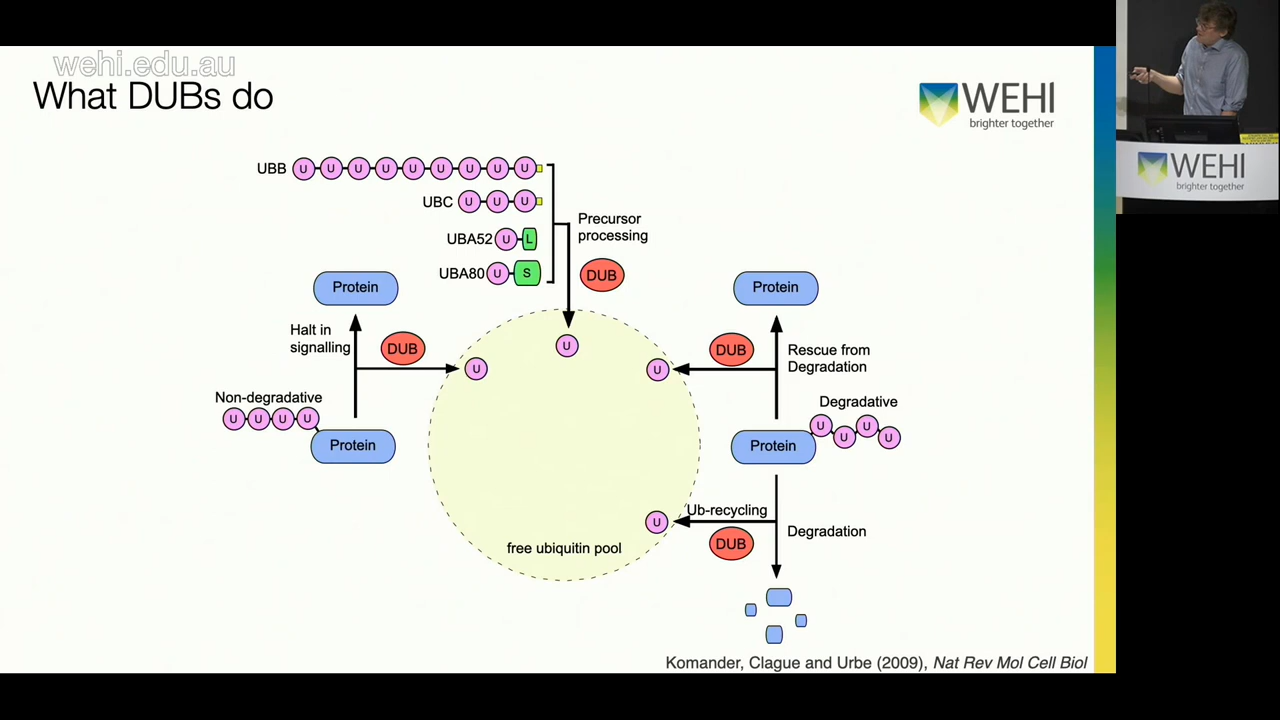 wehi.edu.au
What DUBs do
WEHI
brighter together
WEHI
brighter together
UBB U U U U U U U U U
UBC U U U
UBA52 U L
UBA80 U S
Precursor
processing
DUB
Protein
Halt in
signalling
DUB
U
Non-degradative
U U U U
Protein
U
U
DUB
Protein
Rescue from
Degradation
Degradative
U U U U
Protein
Ub-recycling
U
DUB
Degradation
free ubiquitin pool
Komander, Clague and Urbe (2009), Nat Rev Mol Cell Biol